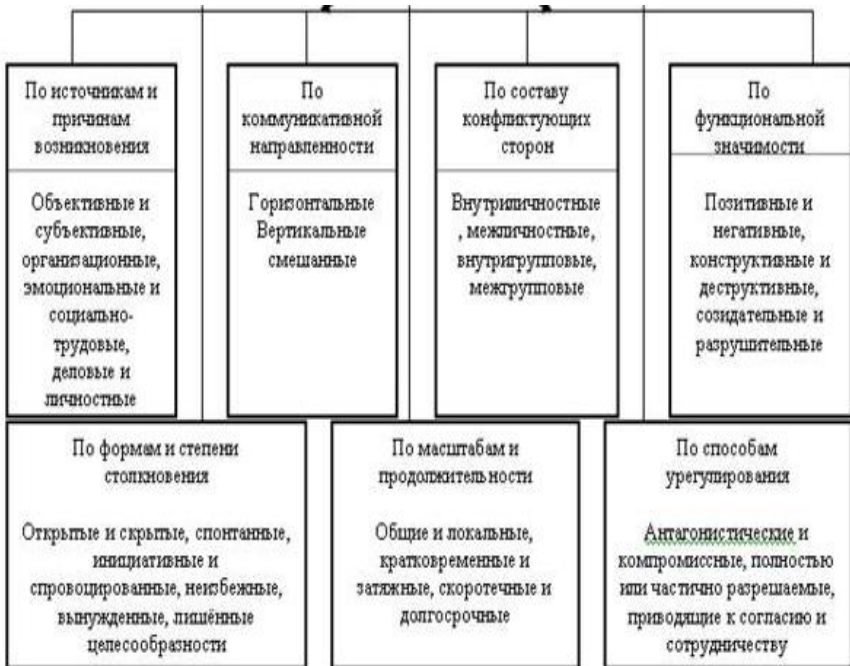 По источникам и
причинам
возникновения
Объективные и
субъективные,
организационные,
эмоциональные и
социально-
трудовые,
деловые и
личностные
По
коммуникативной
направленности
Горизонтальные
Вертикальные
смешанные
По составу
конфликтующих
сторон
Внутриличностные
, межличностные,
внутригрупповые,
межгрупповые
По
функциональной
значимости
Позитивные и
негативные,
конструктивные и
деструктивные,
созидательные и
разрушительные
По формам и степени
столкновения
Открытые и скрытые, спонтанные,
инициативные и
спровоцированные, неизбежные,
вынужденные, лишённые
целесообразности
По масштабам и
продолжительности
Общие и локальные,
кратковременные и
затяжные, скоротечные и
долгосрочные
По способам
урегулирования
Антагонистические и
компромиссные, полностью
или частично разрешаемые,
приводящие к согласию и
сотрудничеству